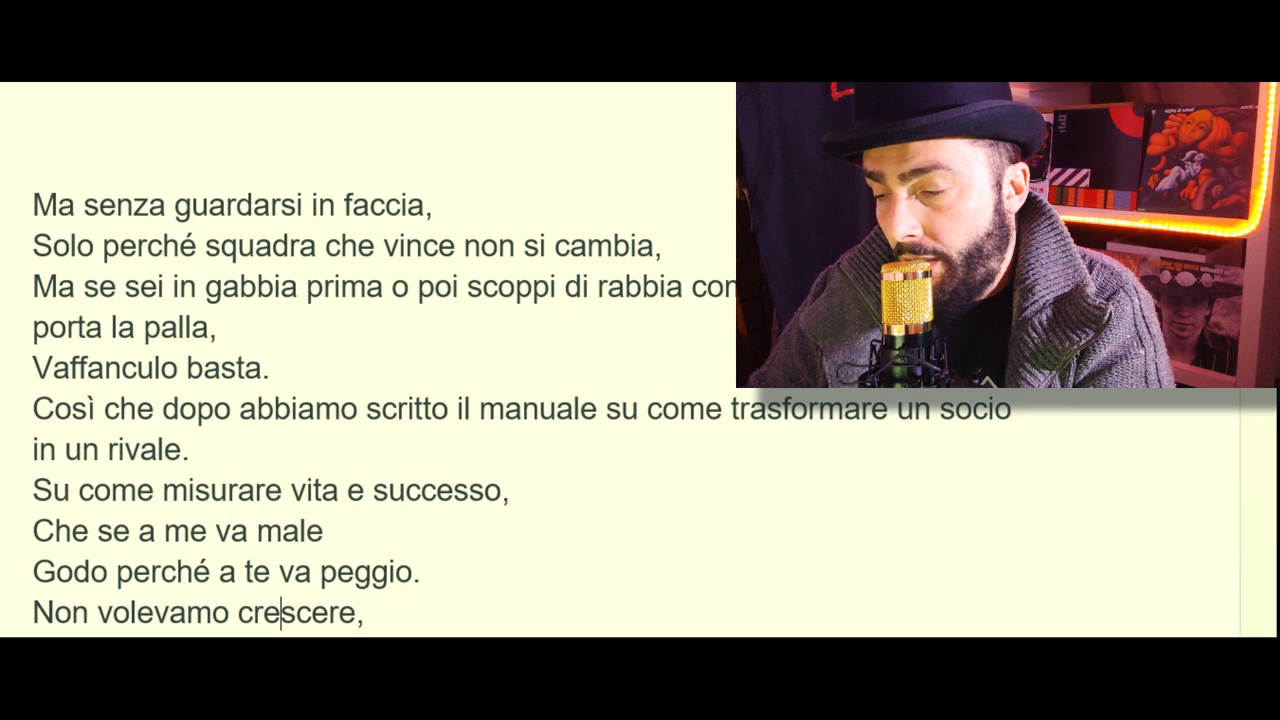 Ma senza guardarsi in faccia,
Solo perché squadra che vince non si cambia,
Ma se sei in gabbia prima o poi scoppi di rabbia
porta la palla,
Vaffanculo basta.
Così che dopo abbiamo scritto il manuale su come trasformare un socio
in un rivale.
Su come misurare vita e successo,
Che se a me va male
Godo perché a te va peggio.
Non volevamo crescere,